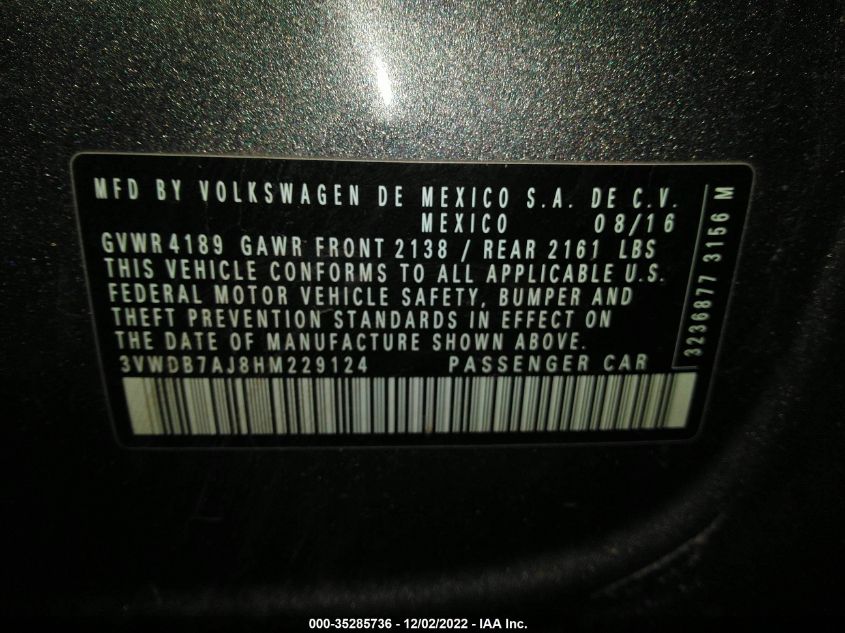 MFD BY VOLKSWAGEN DE MEXICO S.A. DE C.V.
MEXICO 08/16
GVWR 4189 GAWR FRONT 2138 / REAR 2161 LBS
THIS VEHICLE CONFORMS TO ALL APPLICABLE U.S.
FEDERAL MOTOR VEHICLE SAFETY, BUMPER AND
THEFT PREVENTION STANDARDS IN EFFECT ON
THE DATE OF MANUFACTURE SHOWN ABOVE.
3VWDB7AJ8HM229124 PASSENGER CAR
3236877 3156 M
000-35285736 - 12/02/2022 - IAA Inc.